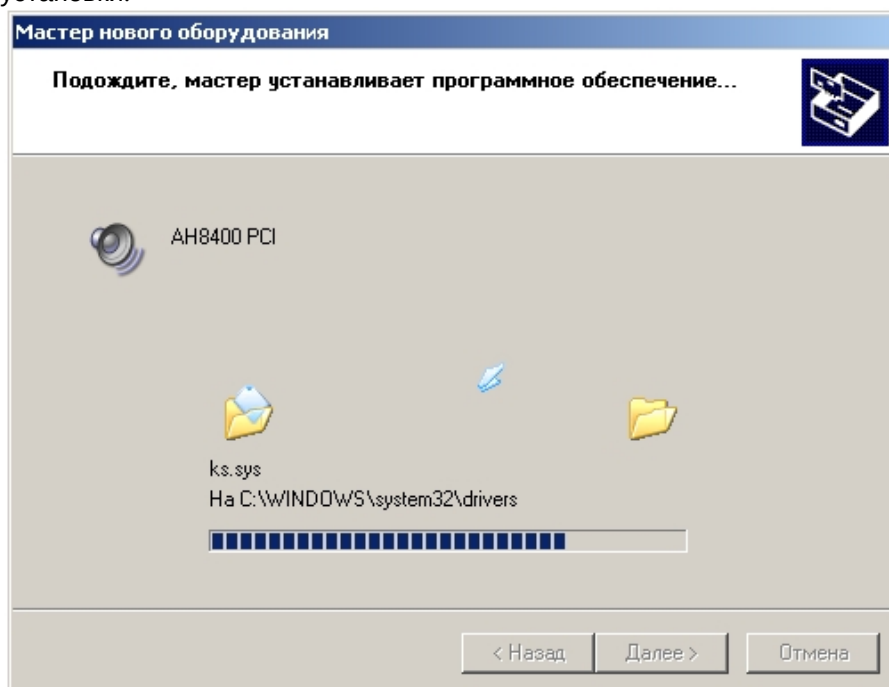 установки.
Мастер нового оборудования
Подождите, мастер устанавливает программное обеспечение...
AH8400 PCI
ks.sys
На C:\WINDOWS\system32\drivers
< Назад
Далее >
Отмена